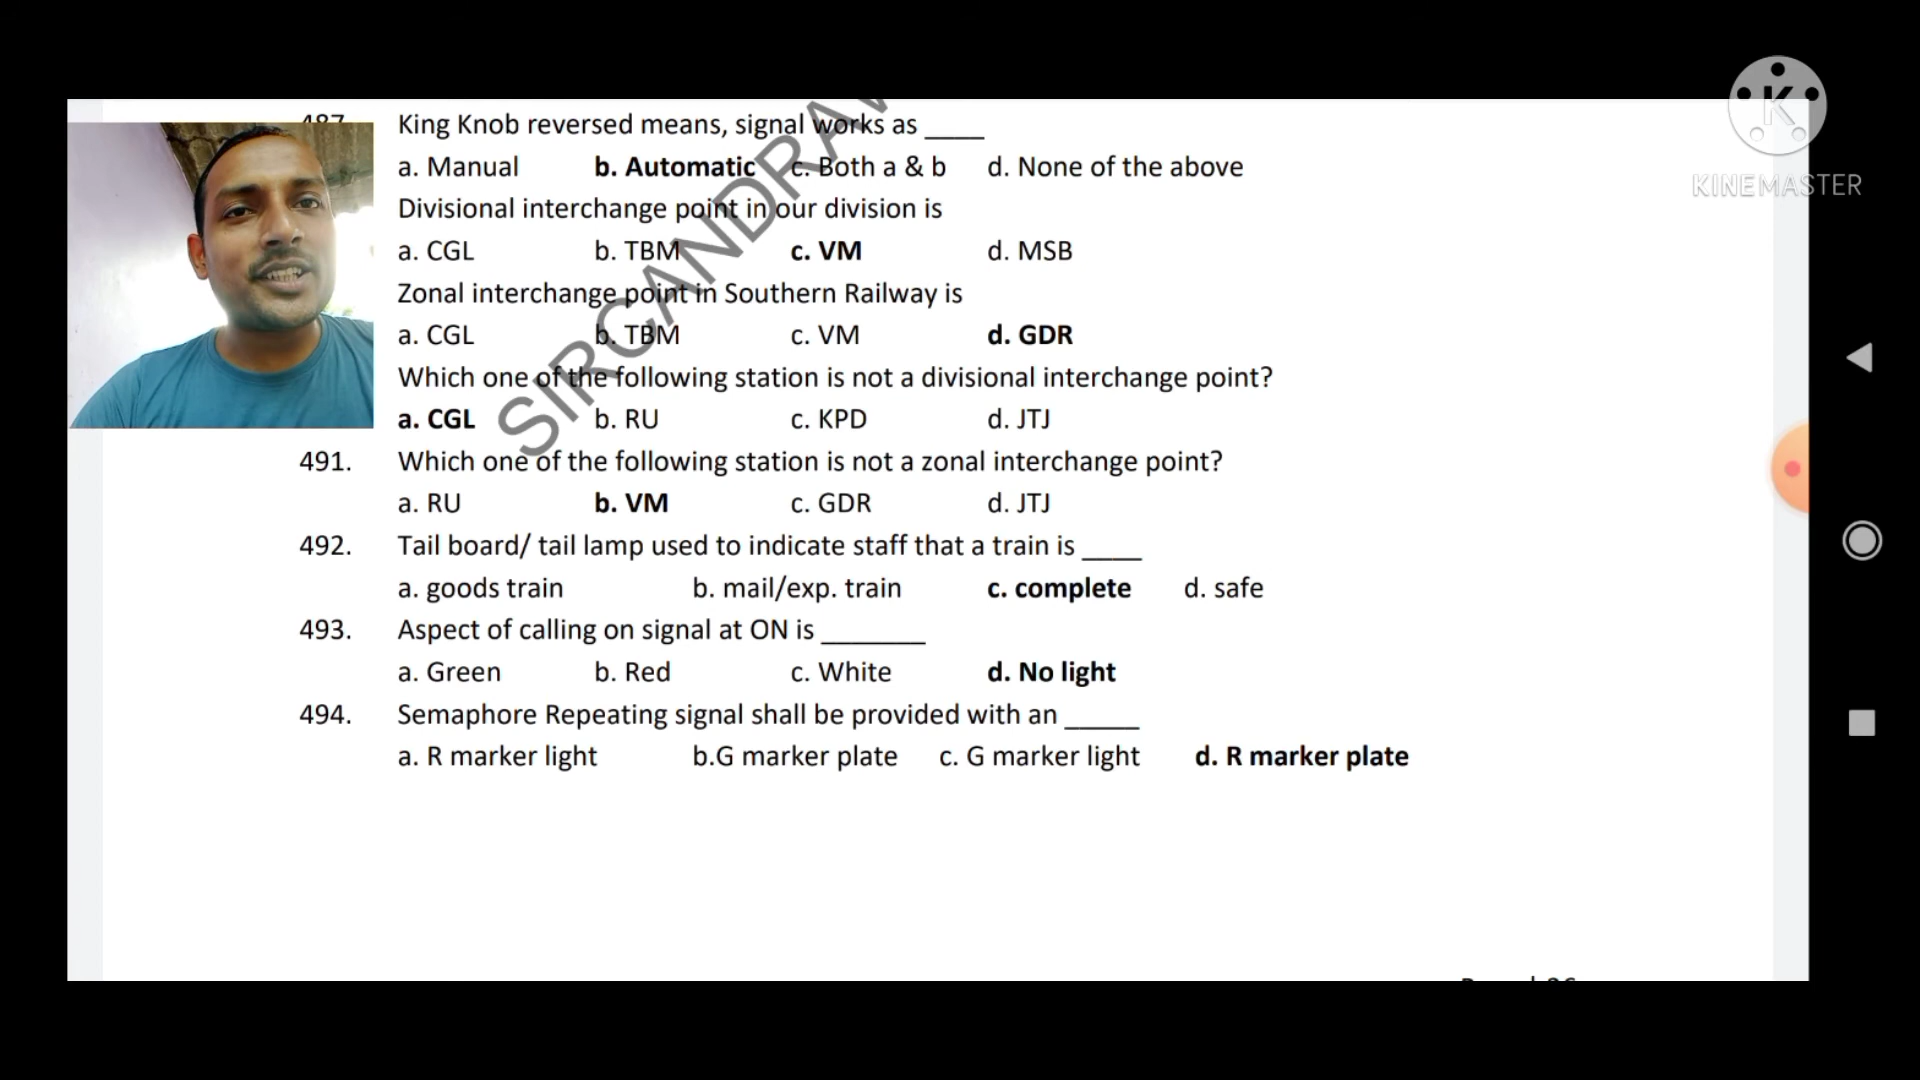 487. King Knob reversed means, signal works as ____
a. Manual b. Automatic c. Both a & b d. None of the above
Divisional interchange point in our division is
a. CGL b. TBM c. VM d. MSB
Zonal interchange point in Southern Railway is
a. CGL b. TBM c. VM d. GDR
Which one of the following station is not a divisional interchange point?
a. CGL b. RU c. KPD d. JTJ
491. Which one of the following station is not a zonal interchange point?
a. RU b. VM c. GDR d. JTJ
492. Tail board/ tail lamp used to indicate staff that a train is ____
a. goods train b. mail/exp. train c. complete d. safe
493. Aspect of calling on signal at ON is _______
a. Green b. Red c. White d. No light
494. Semaphore Repeating signal shall be provided with an _____
a. R marker light b.G marker plate c. G marker light d. R marker plate
K
KINEMASTER